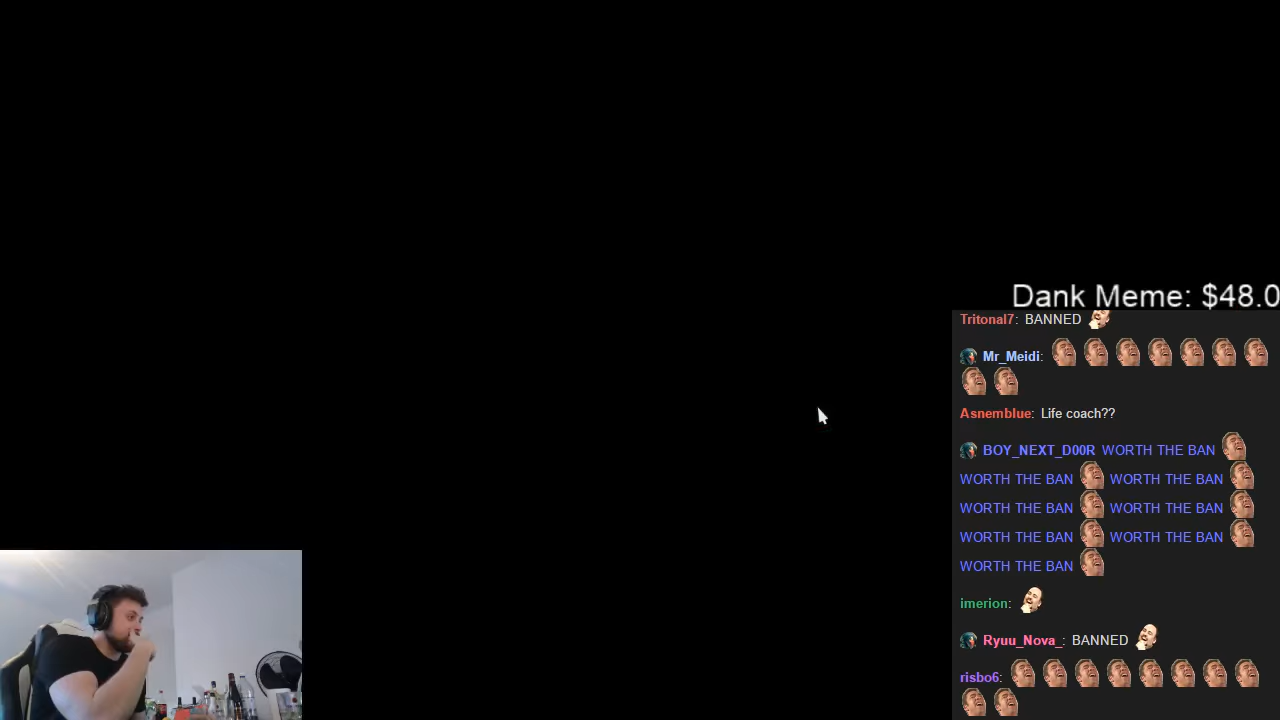 Dank Meme: $48.0
Tritonal7: BANNED
Mr_Meidi:
Asnemblue: Life coach??
BOY_NEXT_D00R WORTH THE BAN
WORTH THE BAN WORTH THE BAN
WORTH THE BAN WORTH THE BAN
WORTH THE BAN WORTH THE BAN
WORTH THE BAN
imerion:
Ryuu_Nova_: BANNED
risbo6: